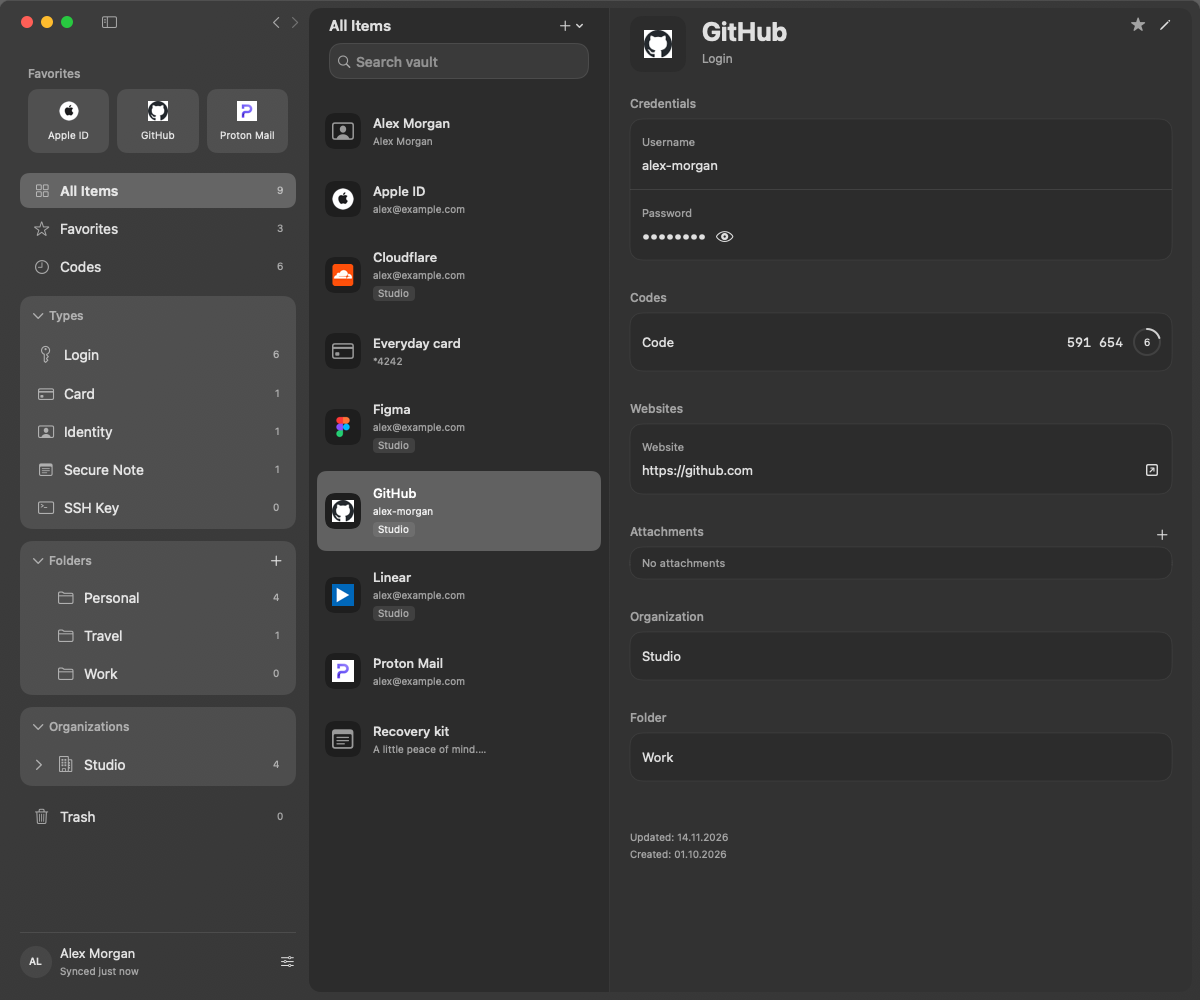 Favorites
Apple ID
GitHub
Proton Mail
All Items 9
Favorites 3
Codes 6
Types
Login 6
Card 1
Identity 1
Secure Note 1
SSH Key 0
Folders
Personal 4
Travel 1
Work 0
Organizations
Studio 4
Trash 0
AL
Alex Morgan
Synced just now
All Items
Search vault
Alex Morgan
Alex Morgan
Apple ID
alex@example.com
Cloudflare
alex@example.com
Studio
Everyday card
*4242
Figma
alex@example.com
Studio
GitHub
alex-morgan
Studio
Linear
alex@example.com
Studio
Proton Mail
alex@example.com
Recovery kit
A little peace of mind....
GitHub
Login
Credentials
Username
alex-morgan
Password
••••••••
Codes
Code 591 654 6
Websites
Website
https://github.com
Attachments
No attachments
Organization
Studio
Folder
Work
Updated: 14.11.2026
Created: 01.10.2026